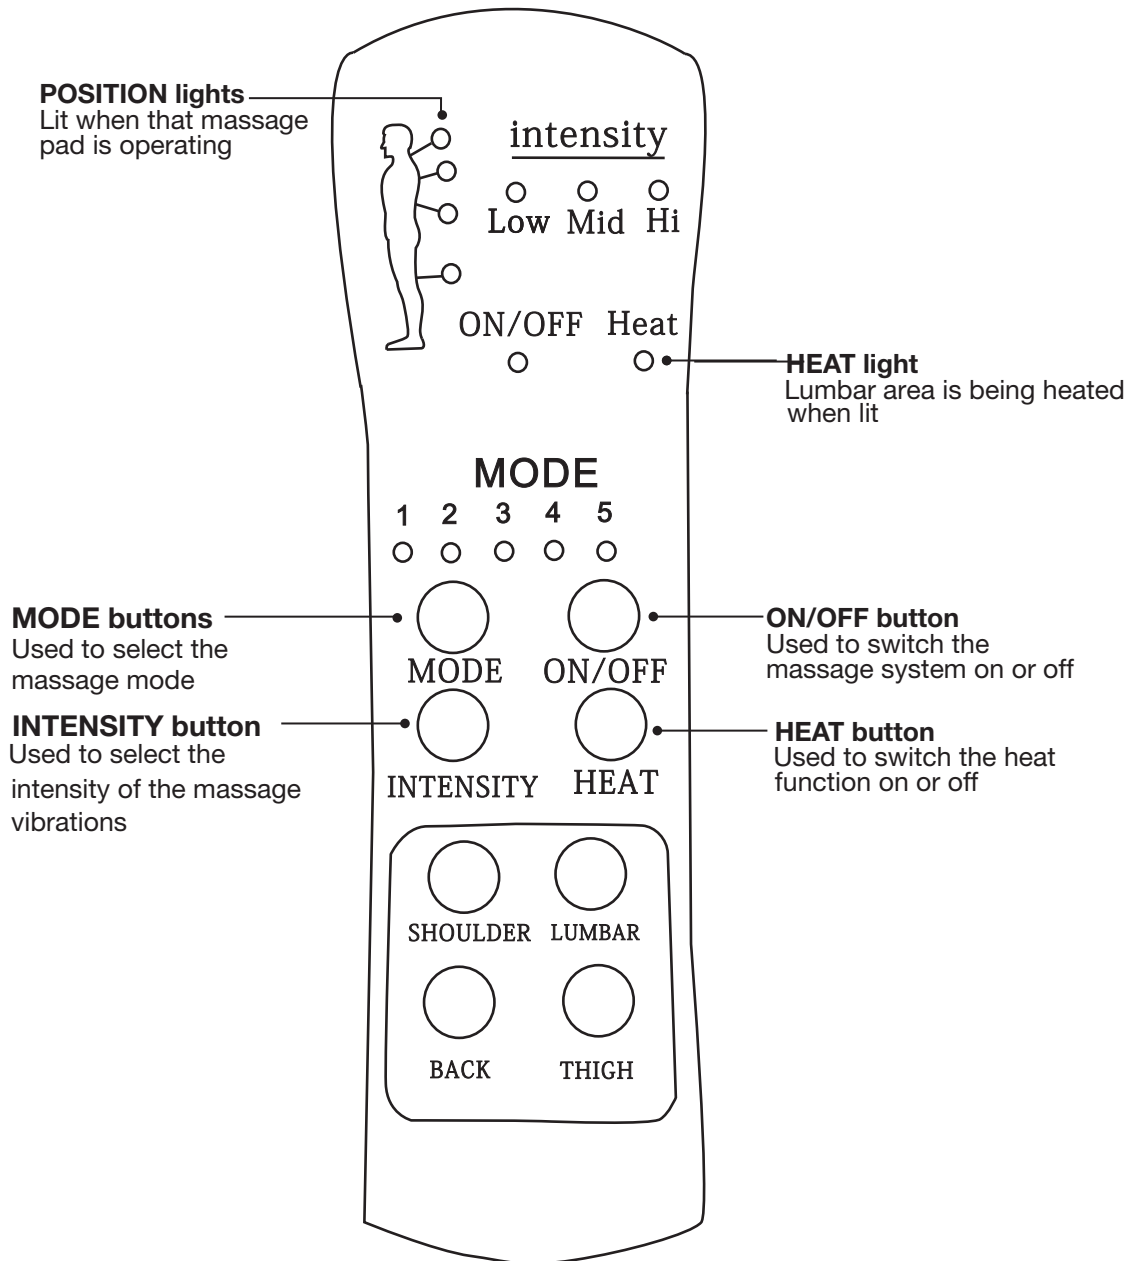 POSITION lights
Lit when that massage
pad is operating
intensity
Low Mid Hi
ON/OFF Heat
HEAT light
Lumbar area is being heated
when lit
MODE
1 2 3 4 5
MODE buttons
Used to select the
massage mode
ON/OFF button
Used to switch the
massage system on or off
MODE ON/OFF
INTENSITY button
Used to select the
intensity of the massage
vibrations
HEAT button
Used to switch the heat
function on or off
INTENSITY HEAT
SHOULDER LUMBAR
BACK THIGH